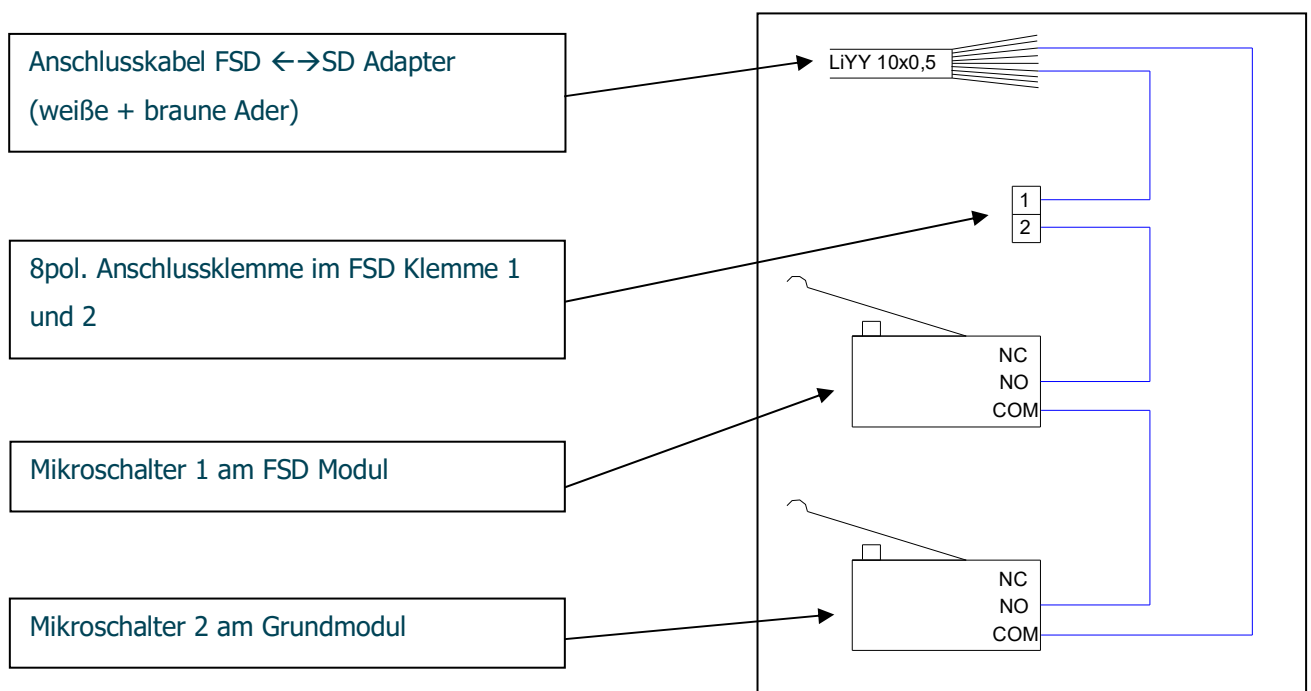 Anschlusskabel FSD ←→SD Adapter
(weiße + braune Ader)
8pol. Anschlussklemme im FSD Klemme 1
und 2
Mikroschalter 1 am FSD Modul
Mikroschalter 2 am Grundmodul
LiYY 10x0,5
1
2
NC
NO
COM
NC
NO
COM